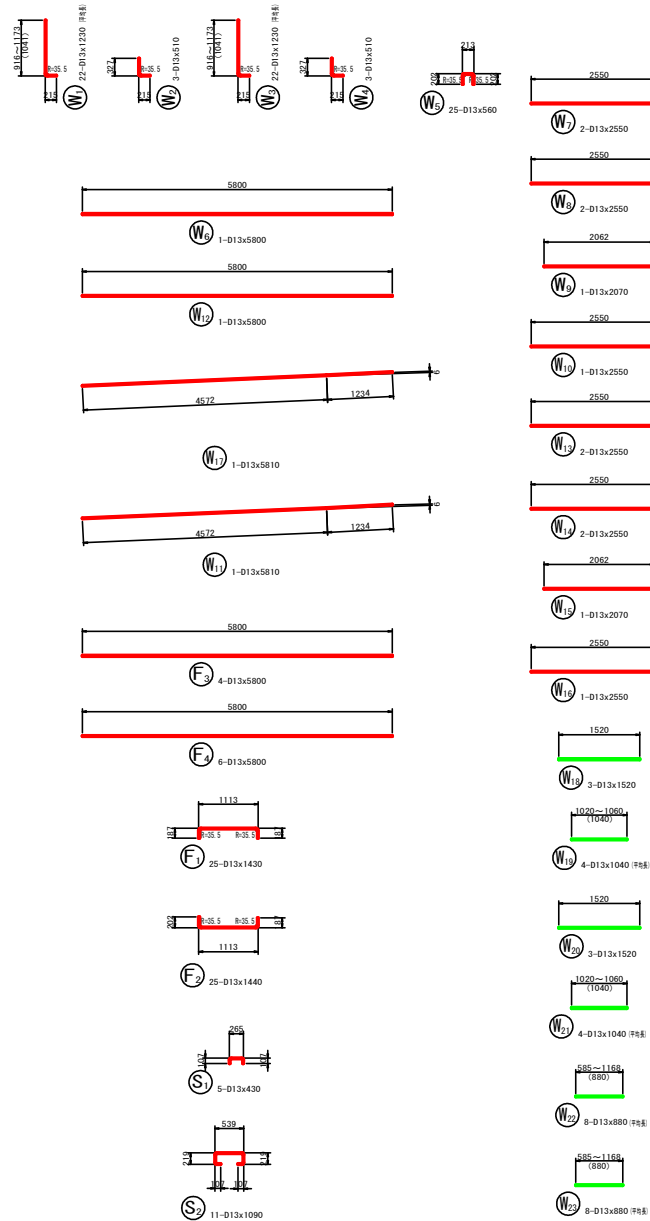 916～1173
(1041)
R=35.5
215
W1
22-D13x1230 (平均長)
327
R=35.5
215
W2
3-D13x510
916～1173
(1041)
R=35.5
215
W3
22-D13x1230 (平均長)
327
R=35.5
215
W4
3-D13x510
213
202
R=35.5
R=35.5
202
W5
25-D13x560
2550
W7
2-D13x2550
5800
W6
1-D13x5800
2550
W8
2-D13x2550
5800
W12
1-D13x5800
2062
W9
1-D13x2070
2550
W10
1-D13x2550
6
4572
1234
W17
1-D13x5810
2550
W13
2-D13x2550
6
4572
1234
W11
1-D13x5810
2550
W14
2-D13x2550
2062
W15
1-D13x2070
5800
F3
4-D13x5800
2550
W16
1-D13x2550
5800
F4
6-D13x5800
1520
W18
3-D13x1520
1113
187
R=35.5
R=35.5
187
F1
25-D13x1430
1020～1060
(1040)
W19
4-D13x1040 (平均長)
202
R=35.5
R=35.5
187
1113
F2
25-D13x1440
1520
W20
3-D13x1520
1020～1060
(1040)
W21
4-D13x1040 (平均長)
265
107
107
S1
5-D13x430
585～1168
(880)
W22
8-D13x880 (平均長)
539
219
219
107
107
S2
11-D13x1090
585～1168
(880)
W23
8-D13x880 (平均長)